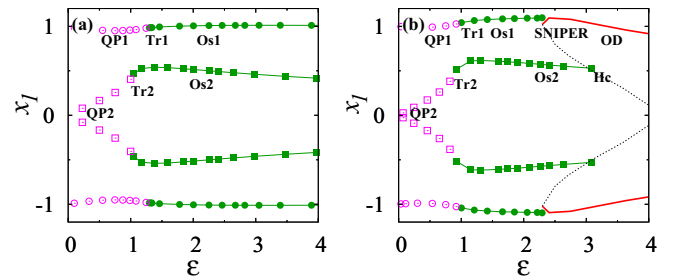 (a) QP1 Tr1 Os1
(b) QP1 Tr1 Os1 SNIPER OD
1 1
Tr2 Os2
Tr2 Os2 Hc
x1 QP2
x1 QP2
0 0
-1 -1
0 1 2 3 4
0 1 2 3 4
ε ε